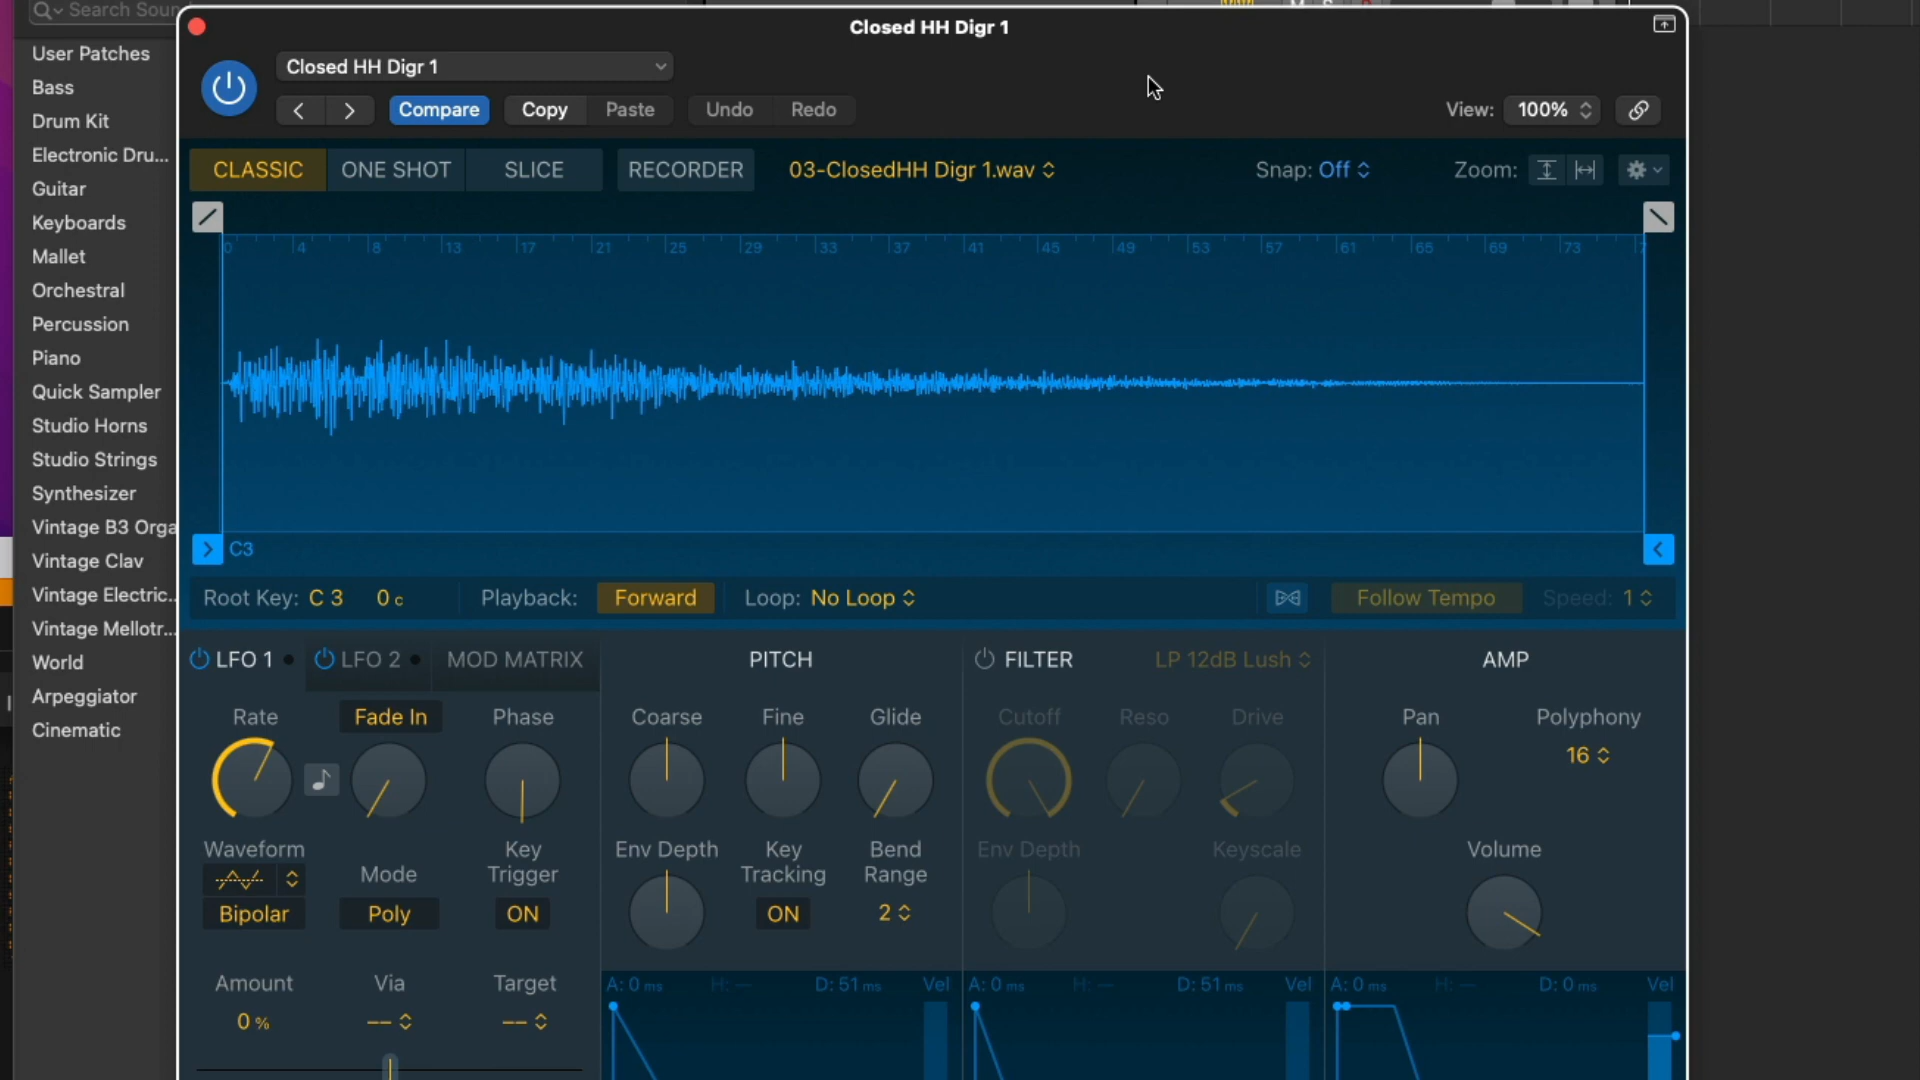 Search Soun
User Patches
Bass
Drum Kit
Electronic Dru...
Guitar
Keyboards
Mallet
Orchestral
Percussion
Piano
Quick Sampler
Studio Horns
Studio Strings
Synthesizer
Vintage B3 Orga
Vintage Clav
Vintage Electric...
Vintage Mellotr...
World
Arpeggiator
Cinematic
Closed HH Digr 1
Closed HH Digr 1
Compare Copy Paste Undo Redo
View: 100%
CLASSIC ONE SHOT SLICE RECORDER 03-ClosedHH Digr 1.wav Snap: Off Zoom:
0 4 8 13 17 21 25 29 33 37 41 45 49 53 57 61 65 69 73
C3
Root Key: C 3 0 c Playback: Forward Loop: No Loop Follow Tempo Speed: 1
LFO 1 LFO 2 MOD MATRIX PITCH FILTER LP 12dB Lush AMP
Rate Fade In Phase Coarse Fine Glide Cutoff Reso Drive Pan Polyphony
16
Waveform Mode Key Trigger Env Depth Key Tracking Bend Range Env Depth Keyscale Volume
Bipolar Poly ON ON 2
Amount Via Target
0 % -- --
A: 0 ms H: -- D: 51 ms Vel A: 0 ms H: -- D: 51 ms Vel A: 0 ms H: -- D: 0 ms Vel